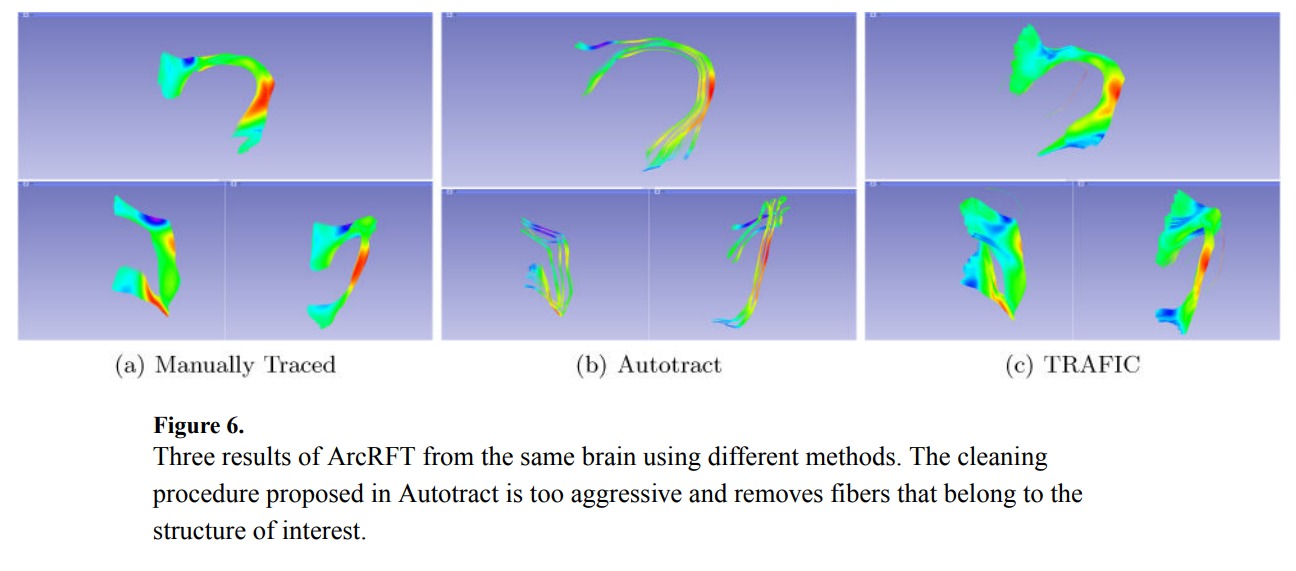 (a) Manually Traced
(b) Autotract
(c) TRAFIC
Figure 6.
Three results of ArcRFT from the same brain using different methods. The cleaning
procedure proposed in Autotract is too aggressive and removes fibers that belong to the
structure of interest.